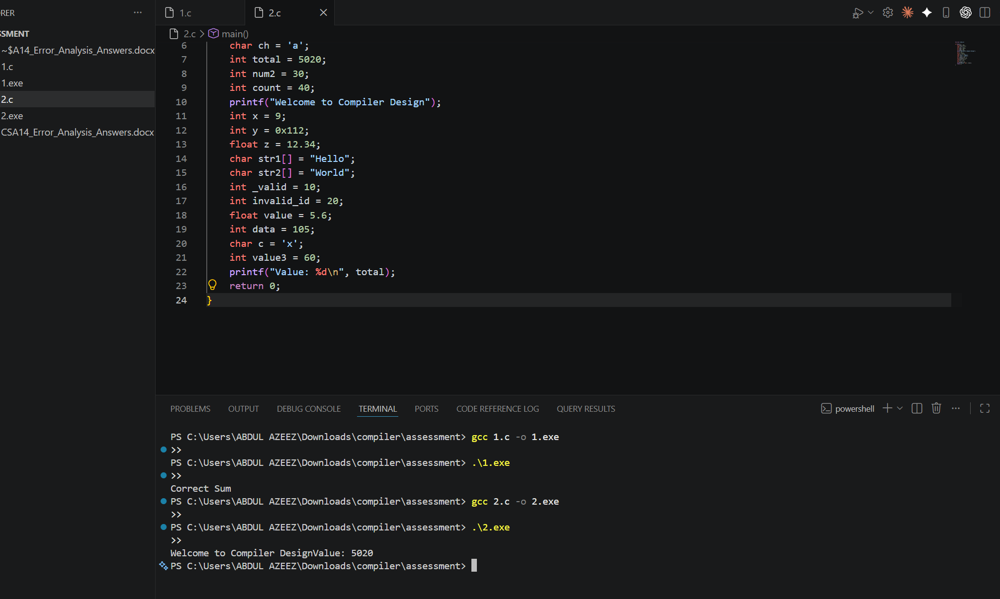 RER
1.c
2.c
SSMENT
~$A14_Error_Analysis_Answers.docx
1.c
1.exe
2.c
2.exe
CSA14_Error_Analysis_Answers.docx
2.c > main()
6 char ch = 'a';
7 int total = 5020;
8 int num2 = 30;
9 int count = 40;
10 printf("Welcome to Compiler Design");
11 int x = 9;
12 int y = 0x112;
13 float z = 12.34;
14 char str1[] = "Hello";
15 char str2[] = "World";
16 int _valid = 10;
17 int invalid_id = 20;
18 float value = 5.6;
19 int data = 105;
20 char c = 'x';
21 int value3 = 60;
22 printf("Value: %d\n", total);
23 return 0;
24 }
PROBLEMS OUTPUT DEBUG CONSOLE TERMINAL PORTS CODE REFERENCE LOG QUERY RESULTS
powershell
PS C:\Users\ABDUL AZEEZ\Downloads\compiler\assessment> gcc 1.c -o 1.exe
>>
PS C:\Users\ABDUL AZEEZ\Downloads\compiler\assessment> .\1.exe
>>
Correct Sum
PS C:\Users\ABDUL AZEEZ\Downloads\compiler\assessment> gcc 2.c -o 2.exe
>>
PS C:\Users\ABDUL AZEEZ\Downloads\compiler\assessment> .\2.exe
>>
Welcome to Compiler DesignValue: 5020
PS C:\Users\ABDUL AZEEZ\Downloads\compiler\assessment>